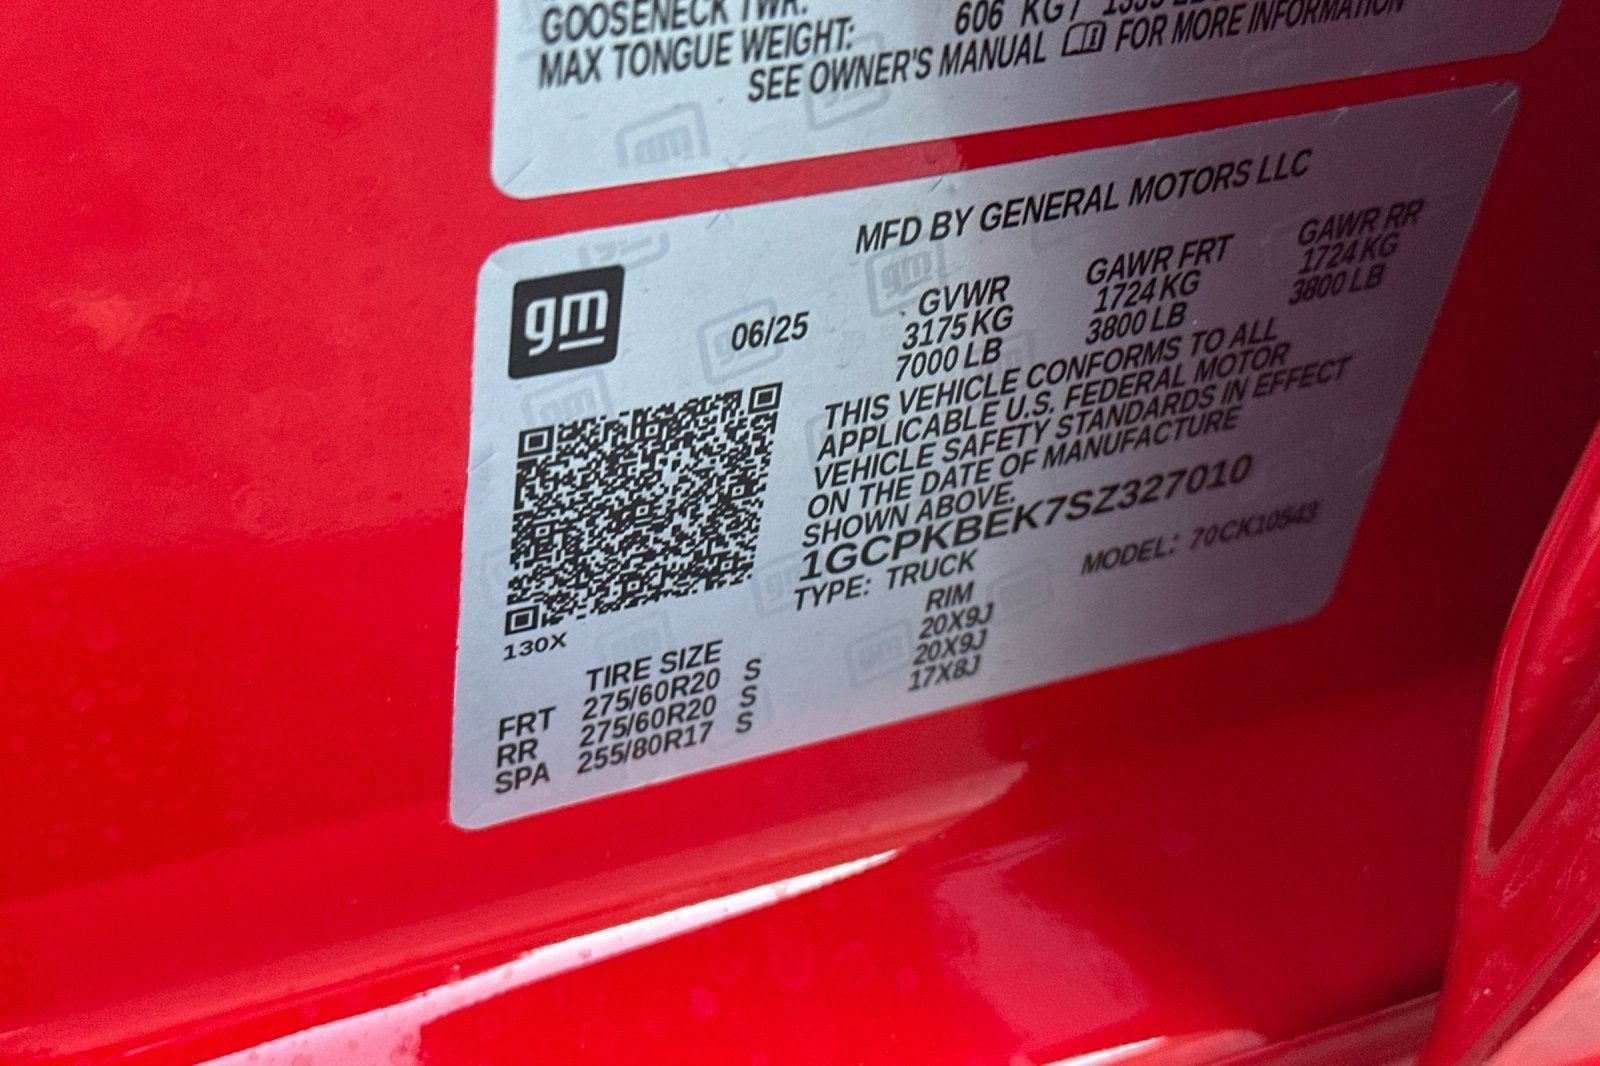 GOOSENECK TWR:
MAX TONGUE WEIGHT: 606 KG /
SEE OWNER'S MANUAL FOR MORE INFORMATION
MFD BY GENERAL MOTORS LLC
gm
06/25
GVWR GAWR FRT GAWR RR
3175 KG 1724 KG 1724 KG
7000 LB 3800 LB 3800 LB
THIS VEHICLE CONFORMS TO ALL
APPLICABLE U.S. FEDERAL MOTOR
VEHICLE SAFETY STANDARDS IN EFFECT
ON THE DATE OF MANUFACTURE
SHOWN ABOVE.
1GCPKBEK7SZ327010
TYPE: TRUCK MODEL: 70CK10543
130X
TIRE SIZE RIM
FRT 275/60R20 S 20X9J
RR 275/60R20 S 20X9J
SPA 255/80R17 S 17X8J